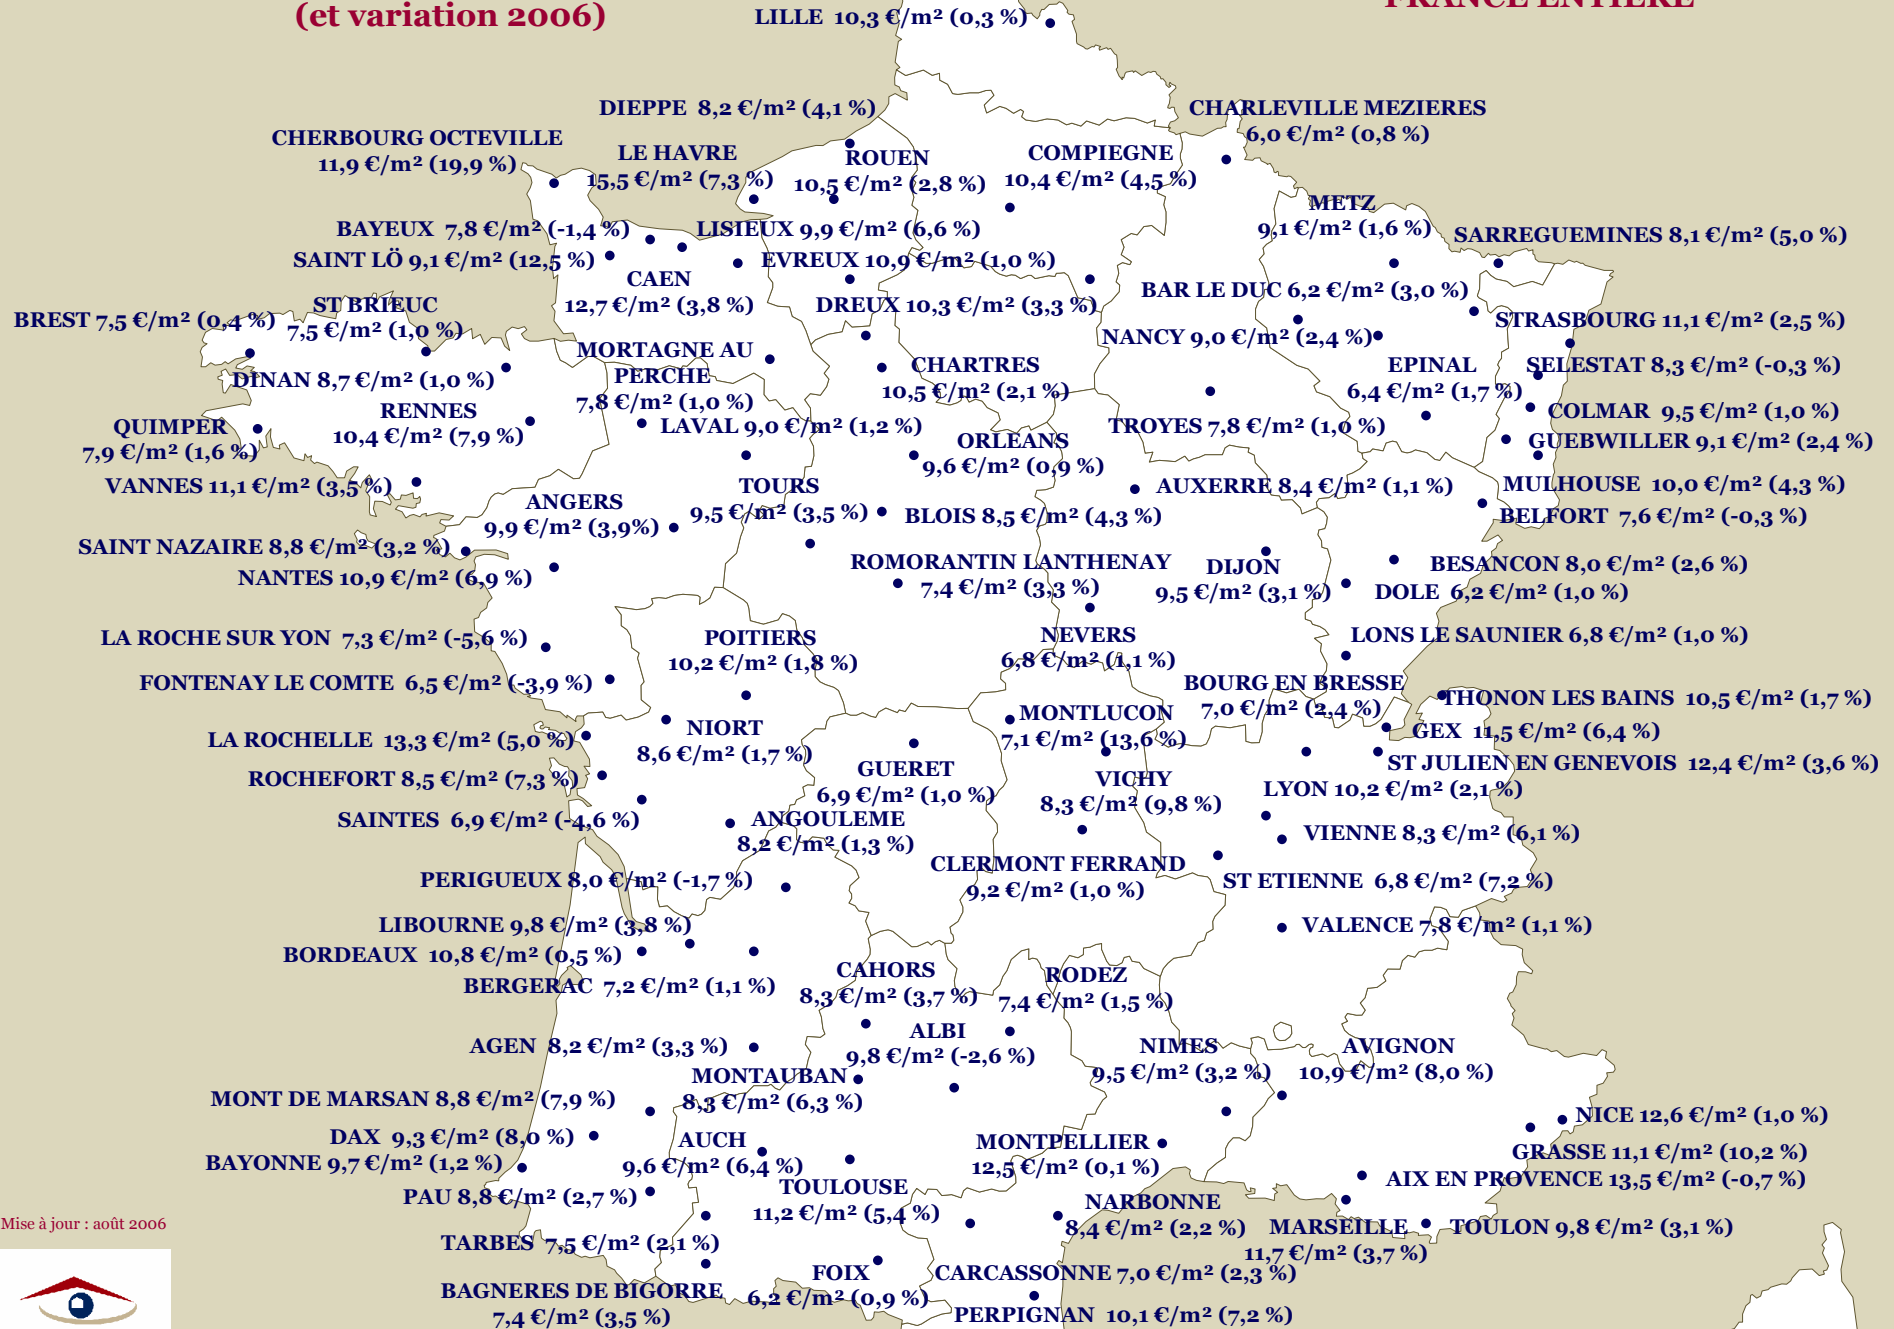 (et variation 2006)
FRANCE ENTIERE
LILLE 10,3 €/m² (0,3 %)
DIEPPE 8,2 €/m² (4,1 %)
CHARLEVILLE MEZIERES
6,0 €/m² (0,8 %)
CHERBOURG OCTEVILLE
11,9 €/m² (19,9 %)
LE HAVRE
15,5 €/m² (7,3 %)
ROUEN
10,5 €/m² (2,8 %)
COMPIEGNE
10,4 €/m² (4,5 %)
METZ
9,1 €/m² (1,6 %)
BAYEUX 7,8 €/m² (-1,4 %)
LISIEUX 9,9 €/m² (6,6 %)
SARREGUEMINES 8,1 €/m² (5,0 %)
SAINT LÖ 9,1 €/m² (12,5 %)
EVREUX 10,9 €/m² (1,0 %)
CAEN
12,7 €/m² (3,8 %)
DREUX 10,3 €/m² (3,3 %)
BAR LE DUC 6,2 €/m² (3,0 %)
BREST 7,5 €/m² (0,4 %)
ST BRIEUC
7,5 €/m² (1,0 %)
STRASBOURG 11,1 €/m² (2,5 %)
NANCY 9,0 €/m² (2,4 %)
MORTAGNE AU
PERCHE
7,8 €/m² (1,0 %)
CHARTRES
10,5 €/m² (2,1 %)
EPINAL
6,4 €/m² (1,7 %)
SELESTAT 8,3 €/m² (-0,3 %)
DINAN 8,7 €/m² (1,0 %)
RENNES
10,4 €/m² (7,9 %)
COLMAR 9,5 €/m² (1,0 %)
QUIMPER
7,9 €/m² (1,6 %)
LAVAL 9,0 €/m² (1,2 %)
TROYES 7,8 €/m² (1,0 %)
ORLEANS
9,6 €/m² (0,9 %)
GUEBWILLER 9,1 €/m² (2,4 %)
VANNES 11,1 €/m² (3,5 %)
TOURS
9,5 €/m² (3,5 %)
AUXERRE 8,4 €/m² (1,1 %)
MULHOUSE 10,0 €/m² (4,3 %)
ANGERS
9,9 €/m² (3,9%)
BLOIS 8,5 €/m² (4,3 %)
BELFORT 7,6 €/m² (-0,3 %)
SAINT NAZAIRE 8,8 €/m² (3,2 %)
ROMORANTIN LANTHENAY
7,4 €/m² (3,3 %)
DIJON
9,5 €/m² (3,1 %)
BESANCON 8,0 €/m² (2,6 %)
NANTES 10,9 €/m² (6,9 %)
DOLE 6,2 €/m² (1,0 %)
LA ROCHE SUR YON 7,3 €/m² (-5,6 %)
POITIERS
10,2 €/m² (1,8 %)
NEVERS
6,8 €/m² (1,1 %)
LONS LE SAUNIER 6,8 €/m² (1,0 %)
FONTENAY LE COMTE 6,5 €/m² (-3,9 %)
BOURG EN BRESSE
7,0 €/m² (2,4 %)
THONON LES BAINS 10,5 €/m² (1,7 %)
LA ROCHELLE 13,3 €/m² (5,0 %)
NIORT
8,6 €/m² (1,7 %)
MONTLUCON
7,1 €/m² (13,6 %)
GEX 11,5 €/m² (6,4 %)
ROCHEFORT 8,5 €/m² (7,3 %)
GUERET
6,9 €/m² (1,0 %)
VICHY
8,3 €/m² (9,8 %)
ST JULIEN EN GENEVOIS 12,4 €/m² (3,6 %)
LYON 10,2 €/m² (2,1 %)
SAINTES 6,9 €/m² (-4,6 %)
ANGOULEME
8,2 €/m² (1,3 %)
VIENNE 8,3 €/m² (6,1 %)
PERIGUEUX 8,0 €/m² (-1,7 %)
CLERMONT FERRAND
9,2 €/m² (1,0 %)
ST ETIENNE 6,8 €/m² (7,2 %)
LIBOURNE 9,8 €/m² (3,8 %)
VALENCE 7,8 €/m² (1,1 %)
BORDEAUX 10,8 €/m² (0,5 %)
BERGERAC 7,2 €/m² (1,1 %)
CAHORS
8,3 €/m² (3,7 %)
RODEZ
7,4 €/m² (1,5 %)
AGEN 8,2 €/m² (3,3 %)
ALBI
9,8 €/m² (-2,6 %)
NIMES
9,5 €/m² (3,2 %)
AVIGNON
10,9 €/m² (8,0 %)
MONTAUBAN
8,3 €/m² (6,3 %)
MONT DE MARSAN 8,8 €/m² (7,9 %)
NICE 12,6 €/m² (1,0 %)
DAX 9,3 €/m² (8,0 %)
AUCH
9,6 €/m² (6,4 %)
MONTPELLIER
12,5 €/m² (0,1 %)
GRASSE 11,1 €/m² (10,2 %)
BAYONNE 9,7 €/m² (1,2 %)
AIX EN PROVENCE 13,5 €/m² (-0,7 %)
PAU 8,8 €/m² (2,7 %)
TOULOUSE
11,2 €/m² (5,4 %)
NARBONNE
8,4 €/m² (2,2 %)
MARSEILLE
11,7 €/m² (3,7 %)
TOULON 9,8 €/m² (3,1 %)
Mise à jour : août 2006
TARBES 7,5 €/m² (2,1 %)
FOIX
6,2 €/m² (0,9 %)
CARCASSONNE 7,0 €/m² (2,3 %)
BAGNERES DE BIGORRE
7,4 €/m² (3,5 %)
PERPIGNAN 10,1 €/m² (7,2 %)